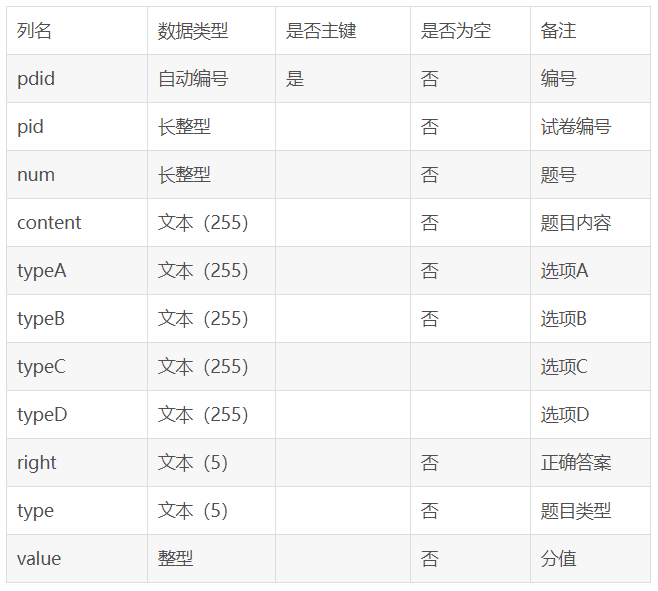 列名 数据类型 是否主键 是否为空 备注
pdid 自动编号 是 否 编号
pid 长整型 否 试卷编号
num 长整型 否 题号
content 文本（255） 否 题目内容
typeA 文本（255） 否 选项A
typeB 文本（255） 否 选项B
typeC 文本（255） 选项C
typeD 文本（255） 选项D
right 文本（5） 否 正确答案
type 文本（5） 否 题目类型
value 整型 否 分值